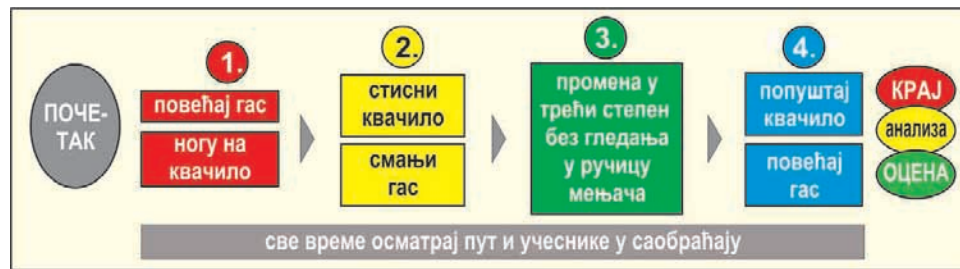 ПОЧЕ-
ТАК
1.
повећај гас
ногу на
квачило
2.
стисни
квачило
смањи
гас
3.
промена у
трећи степен
без гледања
у ручицу
мењача
4.
попуштај
квачило
повећај
гас
КРАЈ
анализа
ОЦЕНА
све време осматрај пут и учеснике у саобраћају